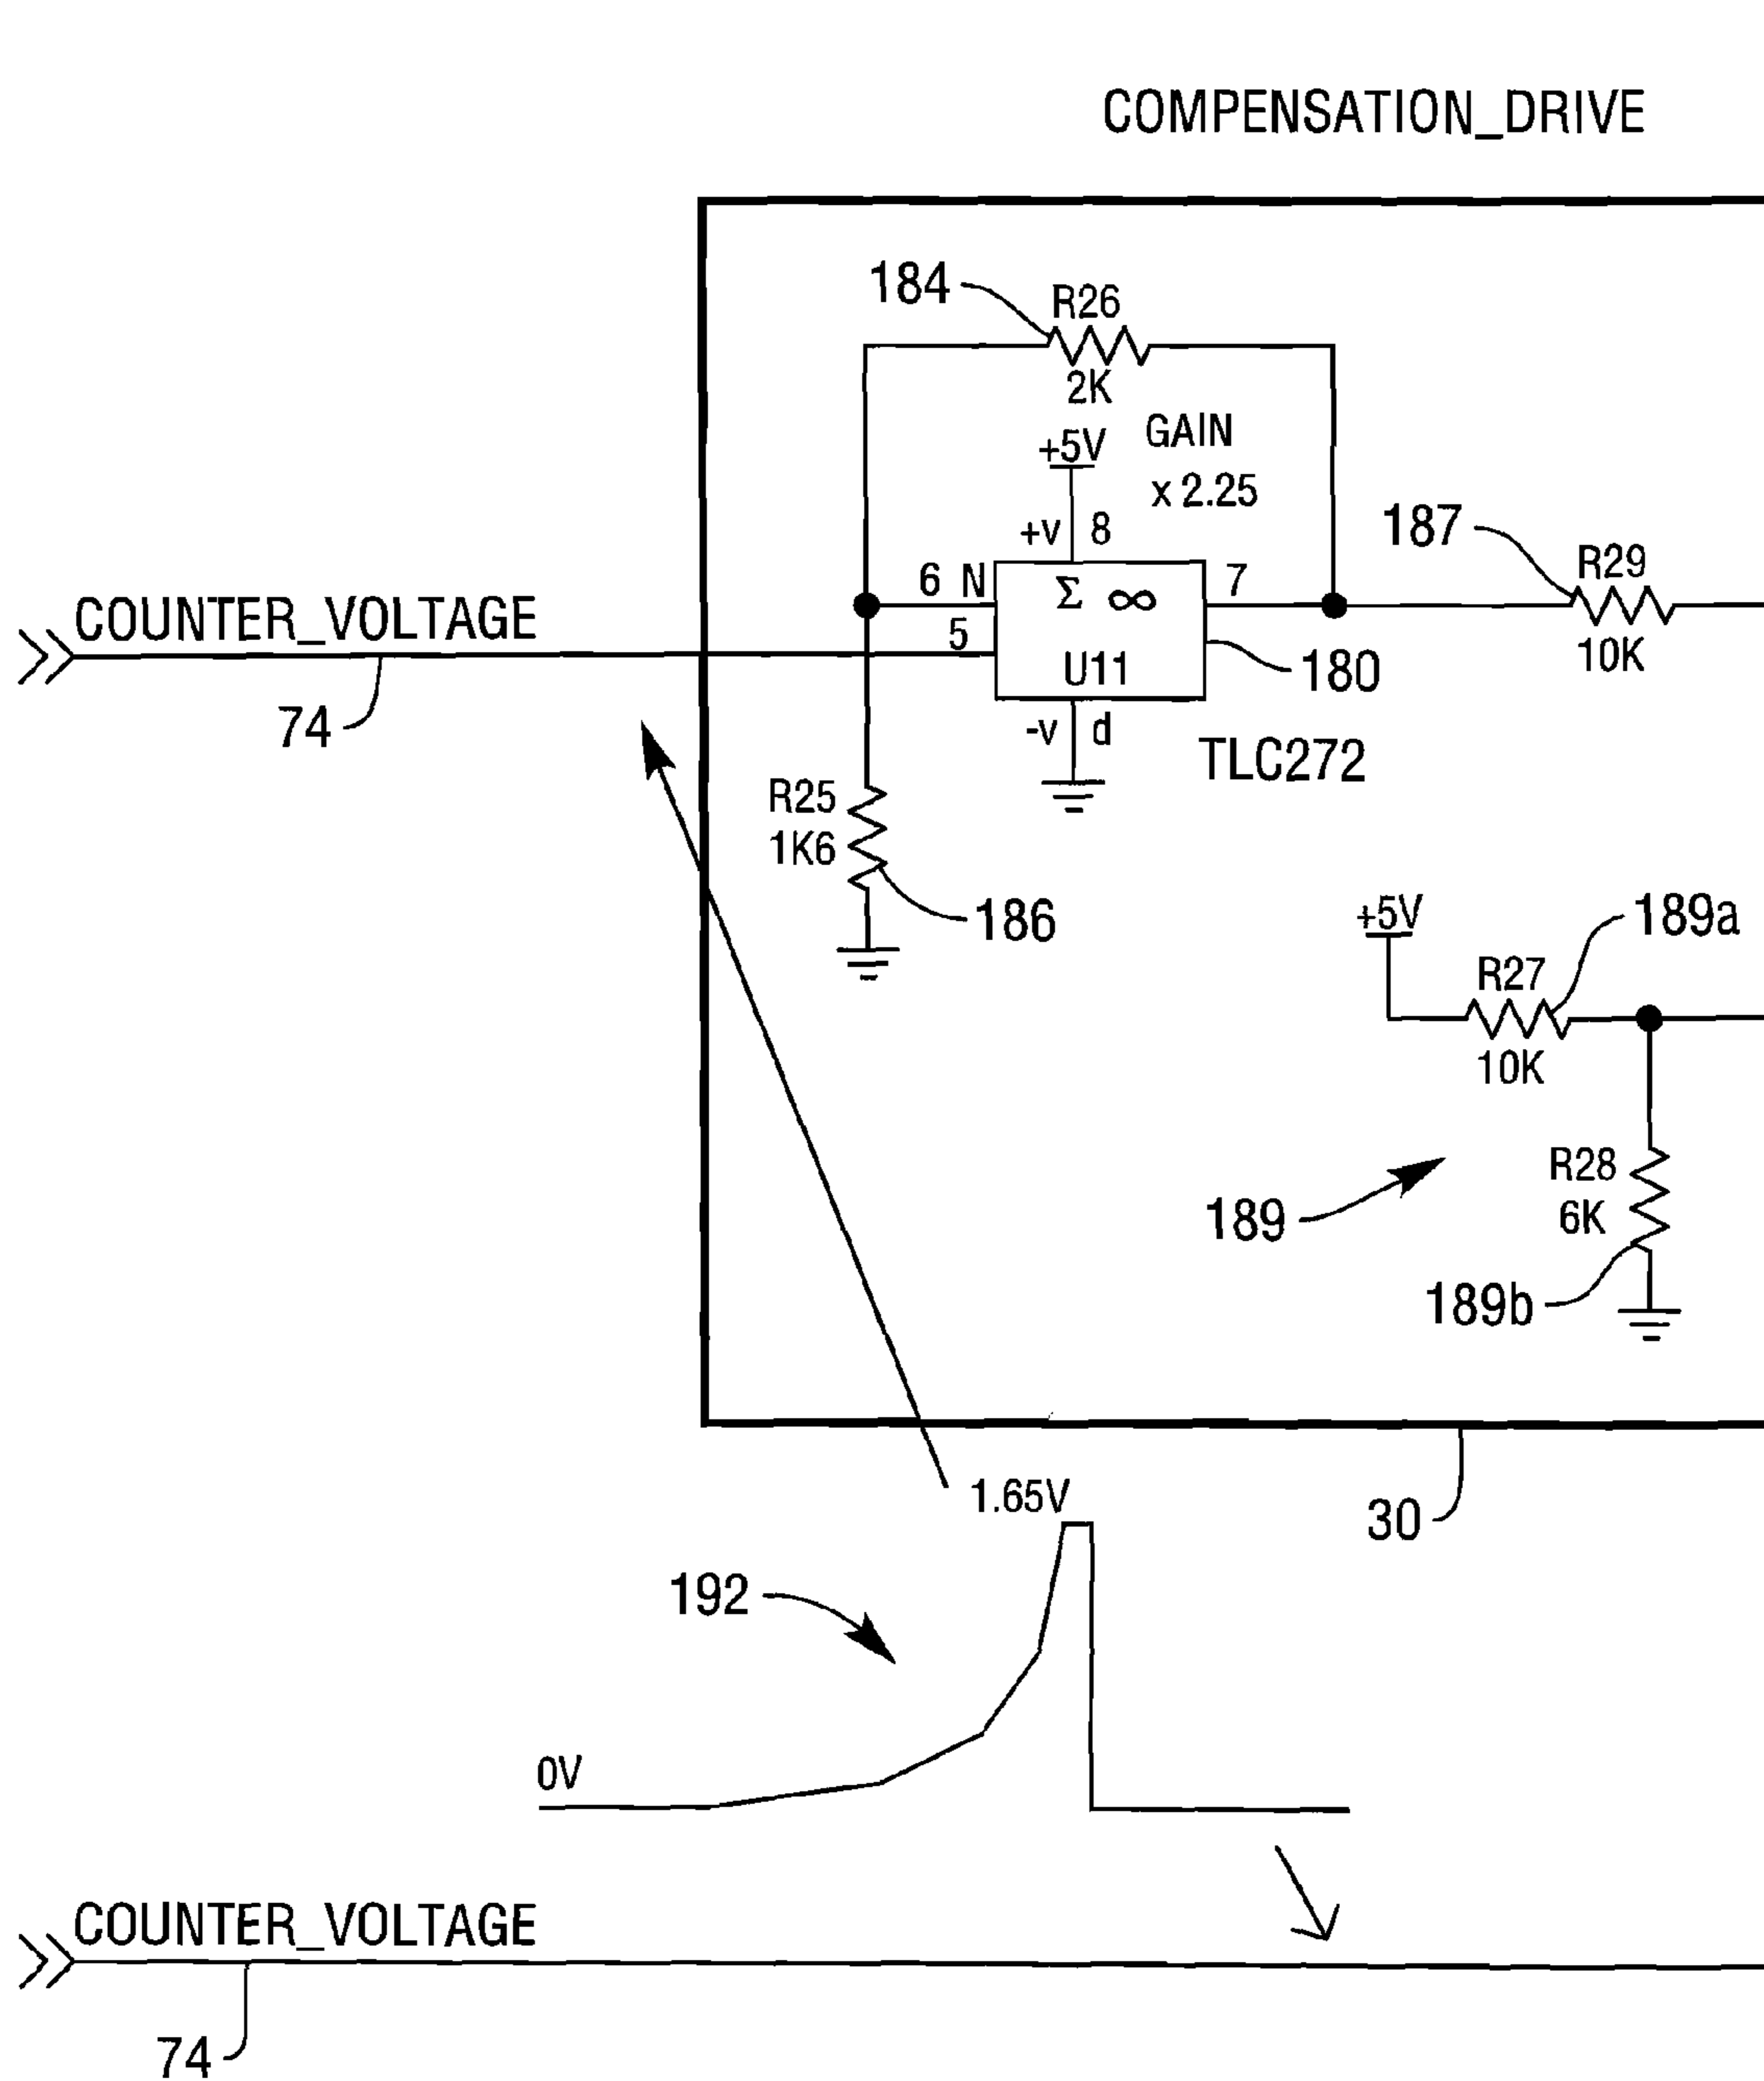 COMPENSATION_DRIVE
184
R26
2K
GAIN
x 2.25
+5V
+v 8
187
R29
10K
6 N
Σ ∞
7
5
U11
180
COUNTER_VOLTAGE
74
-v d
TLC272
R25
1K6
186
+5V
189a
R27
10K
R28
6K
189
189b
1.65V
30
192
0V
COUNTER_VOLTAGE
74